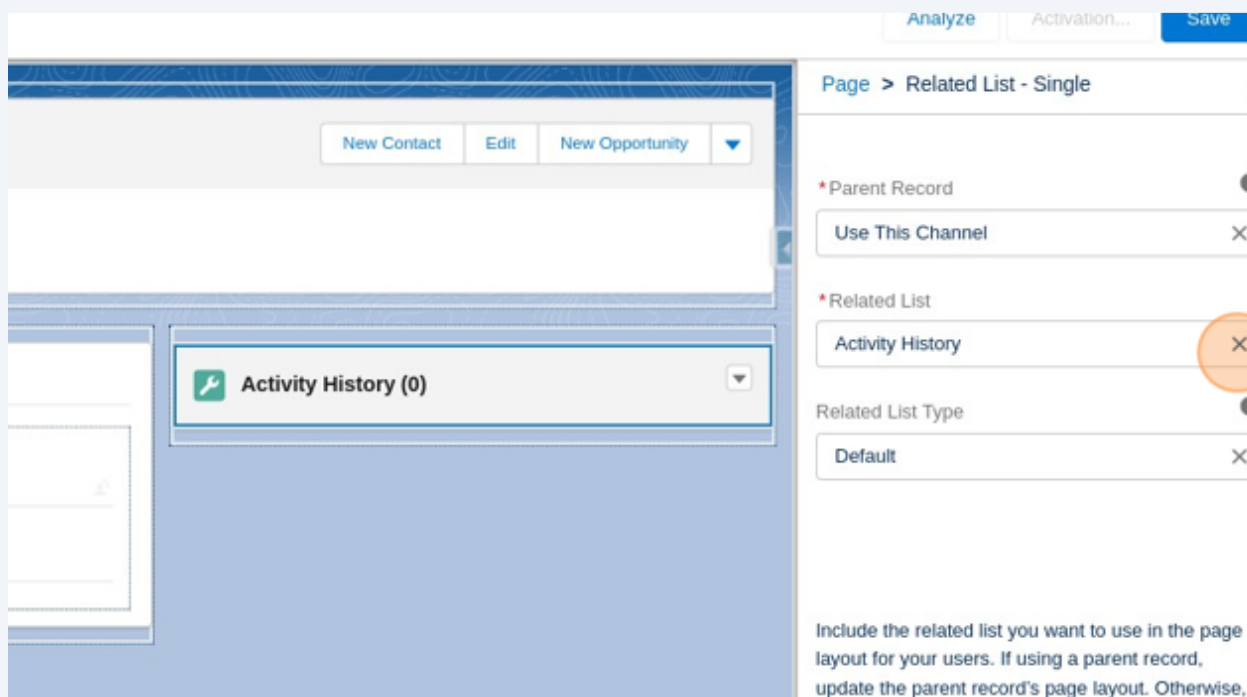 Analyze
Activation...
Save
Page > Related List - Single
New Contact
Edit
New Opportunity
*Parent Record
Use This Channel
*Related List
Activity History
Activity History (0)
Related List Type
Default
Include the related list you want to use in the page
layout for your users. If using a parent record,
update the parent record's page layout. Otherwise,